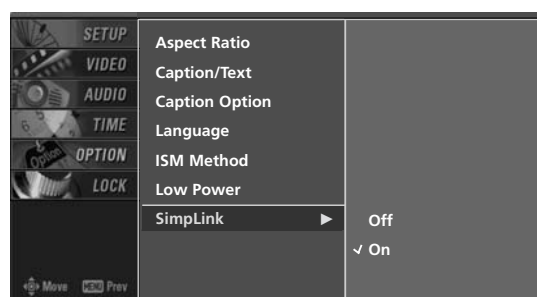 SETUP
VIDEO
AUDIO
TIME
OPTION
LOCK
Move MENU Prev
Aspect Ratio
Caption/Text
Caption Option
Language
ISM Method
Low Power
SimpLink ▶
Off
✓ On